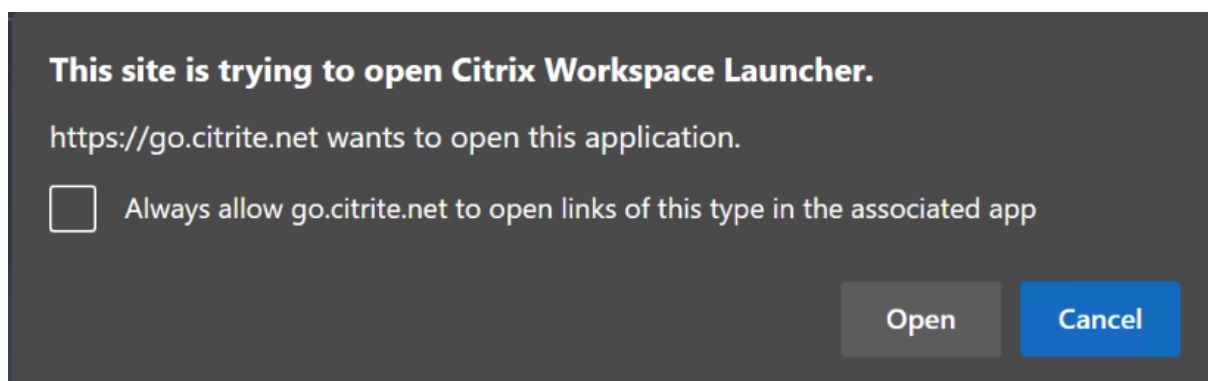 This site is trying to open Citrix Workspace Launcher.
https://go.citrite.net wants to open this application.
Always allow go.citrite.net to open links of this type in the associated app
Open Cancel